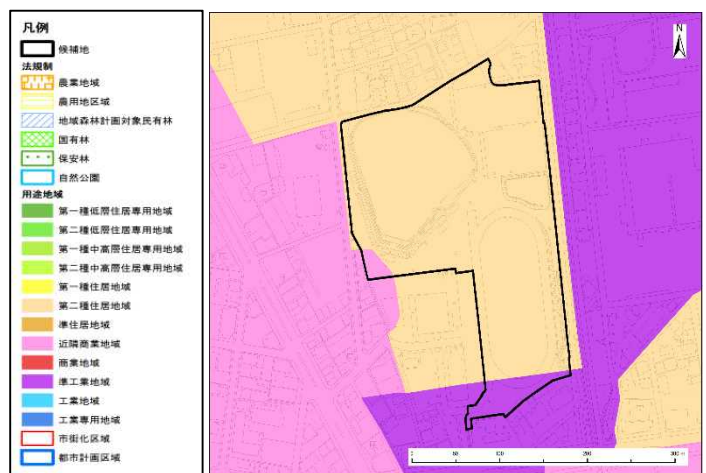 凡例
候補地
法規制
農業地域
農用地区域
地域森林計画対象民有林
国有林
保安林
自然公園
用途地域
第一種低層住居専用地域
第二種低層住居専用地域
第一種中高層住居専用地域
第二種中高層住居専用地域
第一種住居地域
第二種住居地域
準住居地域
近隣商業地域
商業地域
準工業地域
工業地域
工業専用地域
市街化区域
都市計画区域
N
0 50 100 200 300 m